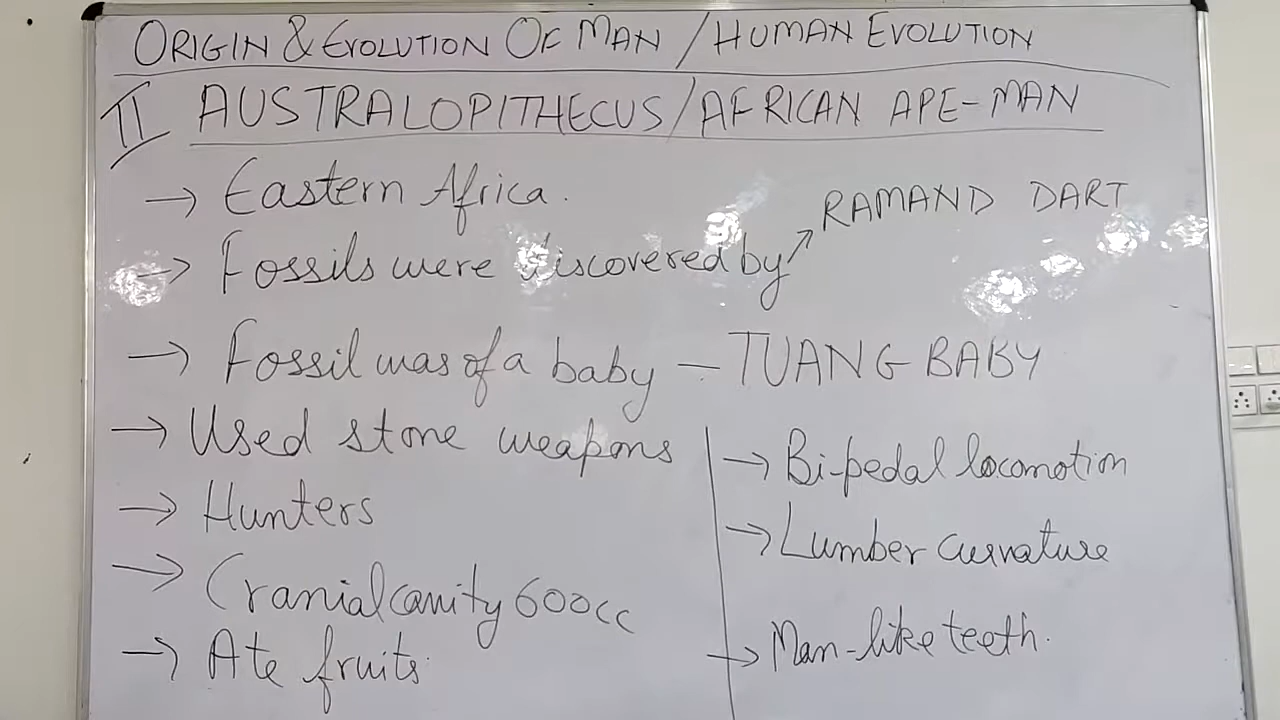 ORIGIN & EVOLUTION OF MAN / HUMAN EVOLUTION
II AUSTRALOPITHECUS/AFRICAN APE-MAN
→ Eastern Africa.
→ Fossils were discovered by ↗ RAMAND DART
→ Fossil was of a baby - TUANG BABY
→ Used stone weapons
→ Hunters
→ Cranial cavity 600cc
→ Ate fruits.
→ Bi-pedal locomotion
→ Lumber curvature
→ Man-like teeth.